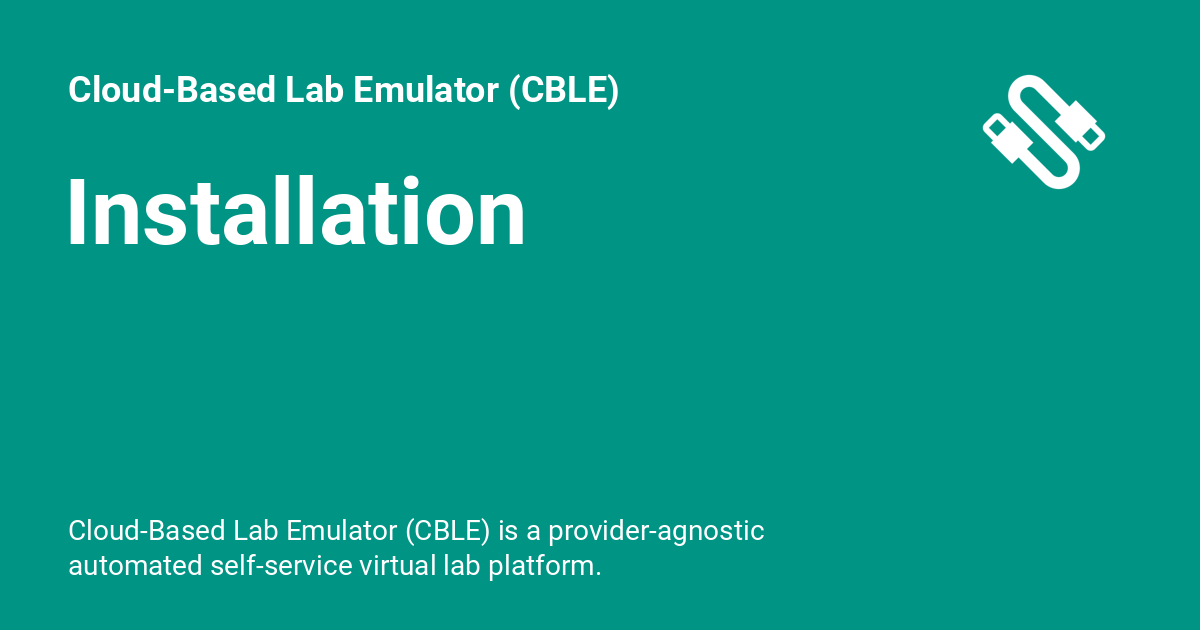 Cloud-Based Lab Emulator (CBLE)
Installation
Cloud-Based Lab Emulator (CBLE) is a provider-agnostic
automated self-service virtual lab platform.